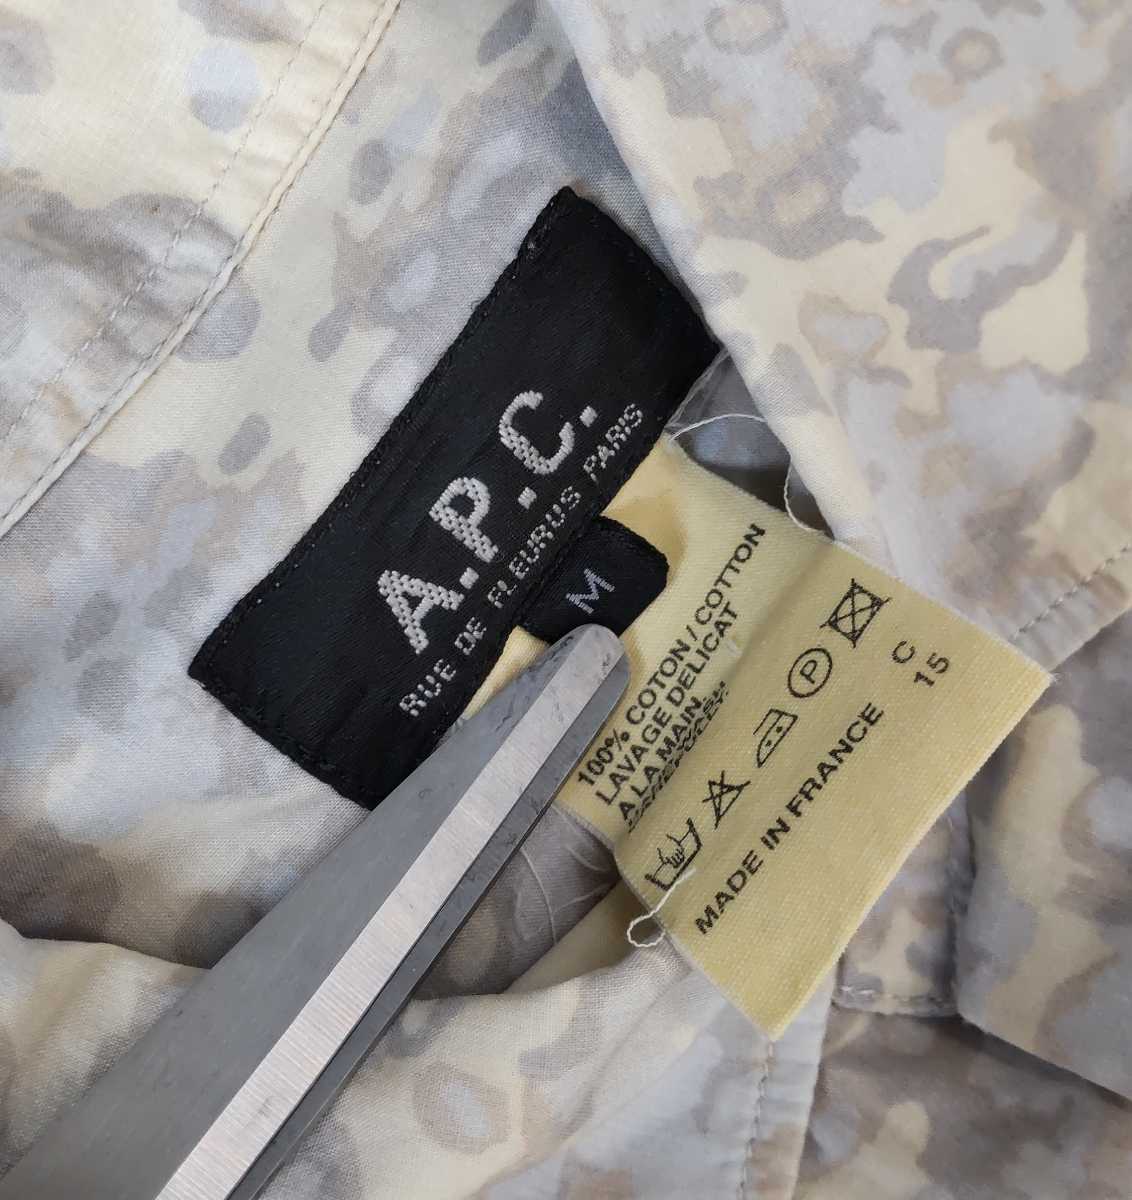 A.P.C.
RUE DE FLEURUS PARIS
M
100% COTON/COTTON
LAVAGE DELICAT
A LA MAIN.
P
C
15
MADE IN FRANCE